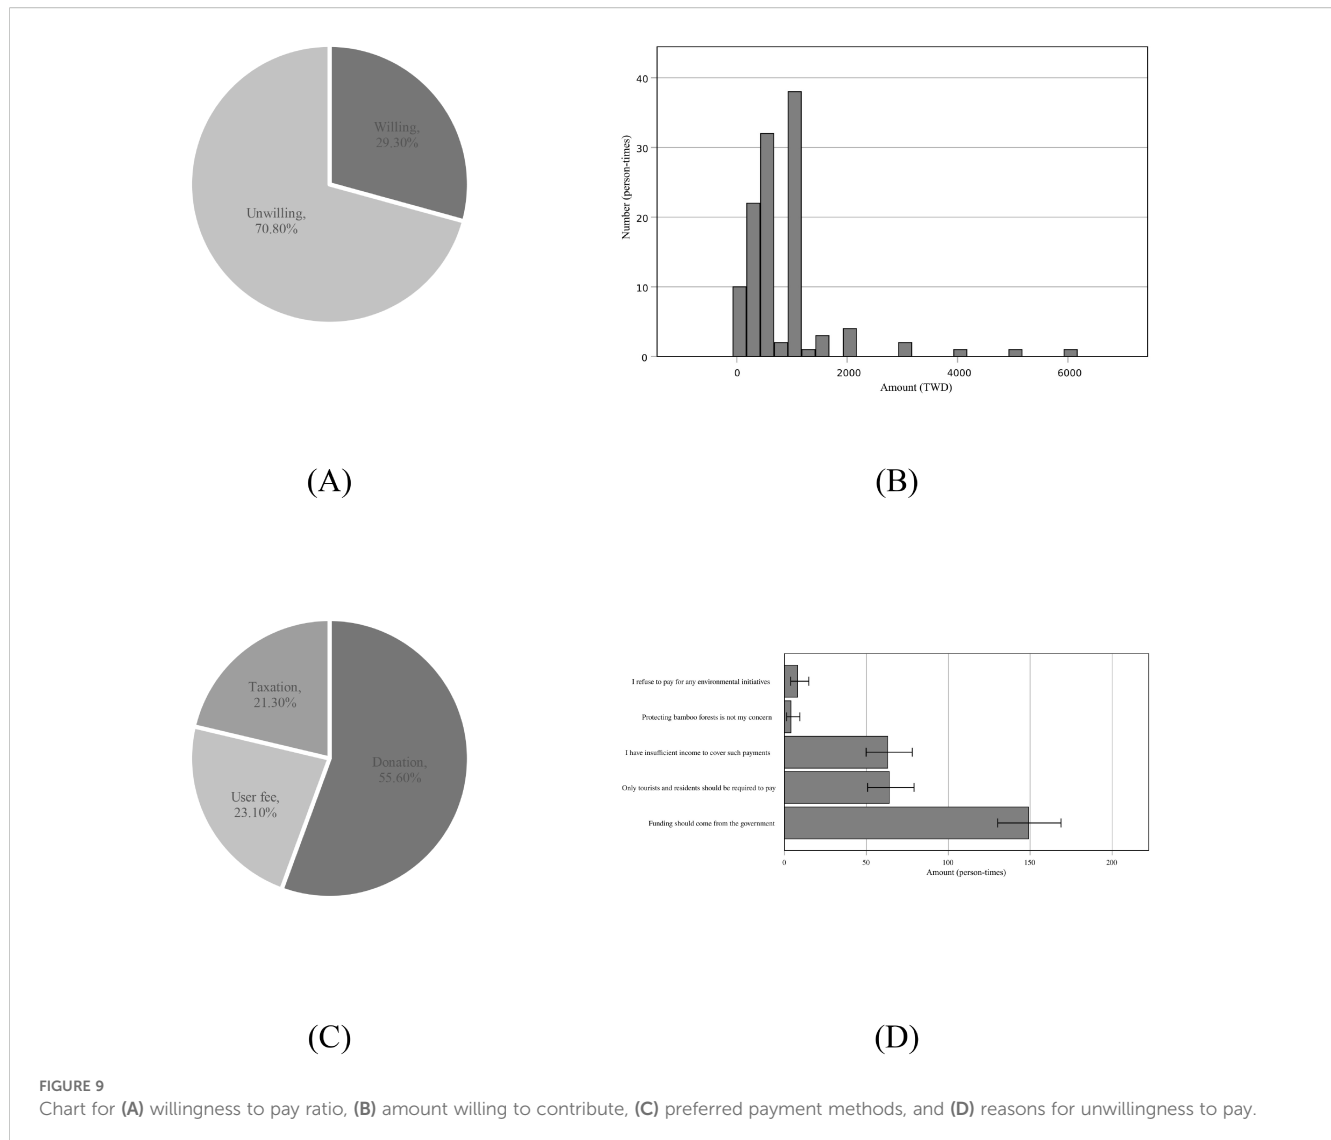 Willing,
29.30%
Unwilling,
70.80%
Number (person-times)
40
30
20
10
0
0 2000 4000 6000
Amount (TWD)
(A)
(B)
Taxation,
21.30%
Donation,
55.60%
User fee,
23.10%
I refuse to pay for any environmental initiatives
Protecting bamboo forests is not my concern
I have insufficient income to cover such payments
Only tourists and residents should be required to pay
Funding should come from the government
0 50 100 150 200
Amount (person-times)
(C)
(D)
FIGURE 9
Chart for (A) willingness to pay ratio, (B) amount willing to contribute, (C) preferred payment methods, and (D) reasons for unwillingness to pay.